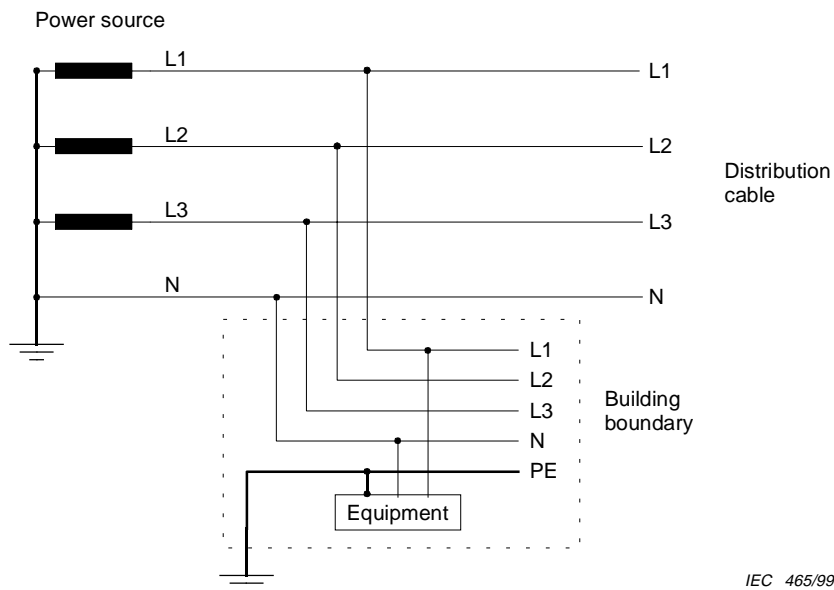 Power source
L1
L1
L2
L2
Distribution
cable
L3
L3
N
N
L1
L2
Building
boundary
L3
N
PE
Equipment
IEC 465/99